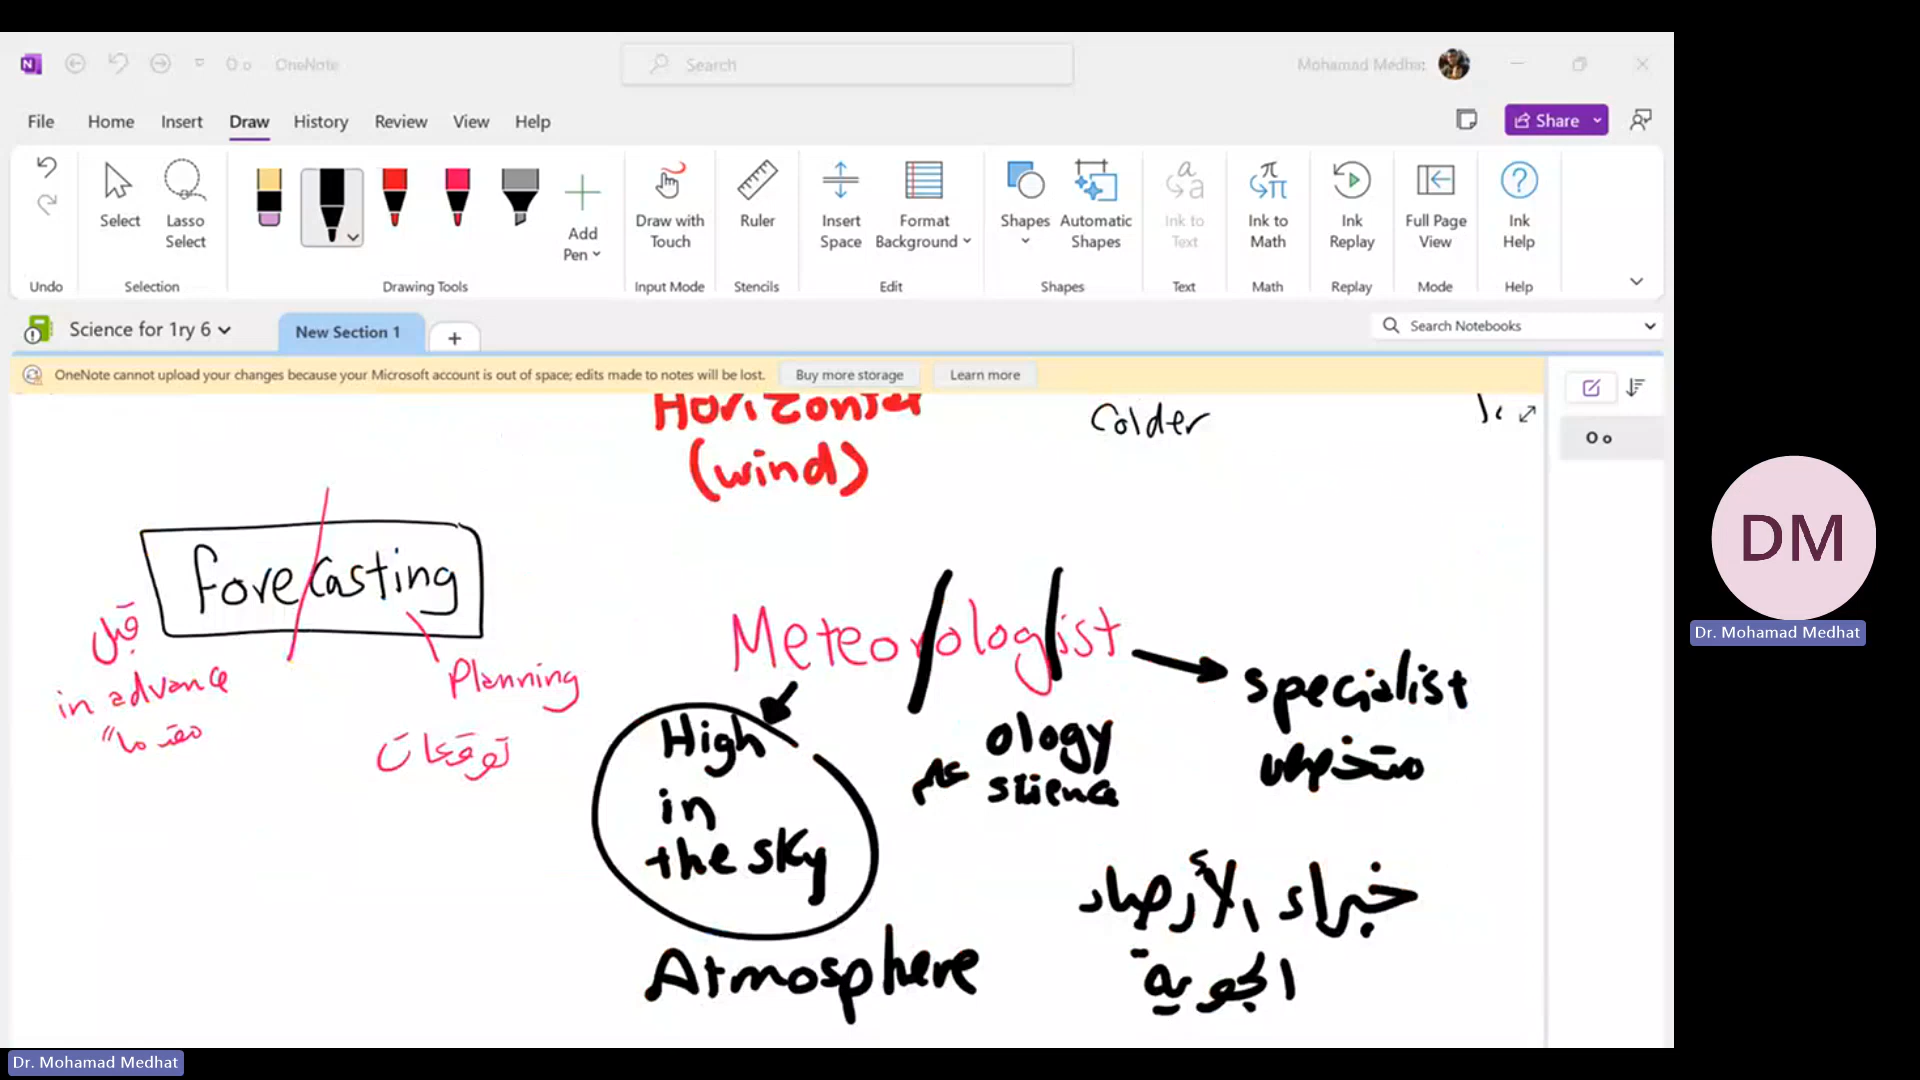 OneNote
Search
Mohamad Medhat
File Home Insert Draw History Review View Help
Share
Select
Lasso Select
Add Pen
Draw with Touch
Ruler
Insert Space
Format Background
Shapes
Automatic Shapes
Ink to Text
Ink to Math
Ink Replay
Full Page View
Ink Help
Undo Selection Drawing Tools Input Mode Stencils Edit Shapes Text Math Replay Mode Help
Science for 1ry 6
New Section 1
Search Notebooks
OneNote cannot upload your changes because your Microsoft account is out of space; edits made to notes will be lost.
Buy more storage
Learn more
(wind)
Colder
forecasting
قبل
in advance
مقدما"
Planning
توقعات
Meteorologist
High
in
the sky
Atmosphere
ology
science
علم
specialist
متخصص
خبراء الأرصاد
الجوية
DM
Dr. Mohamad Medhat
Dr. Mohamad Medhat